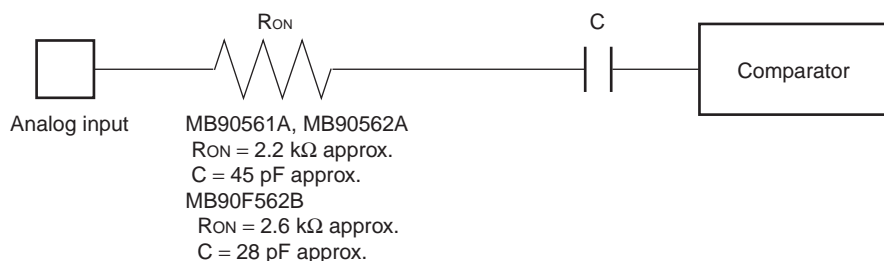 RON
C
Analog input
Comparator
MB90561A, MB90562A
RON = 2.2 kΩ approx.
C = 45 pF approx.
MB90F562B
RON = 2.6 kΩ approx.
C = 28 pF approx.